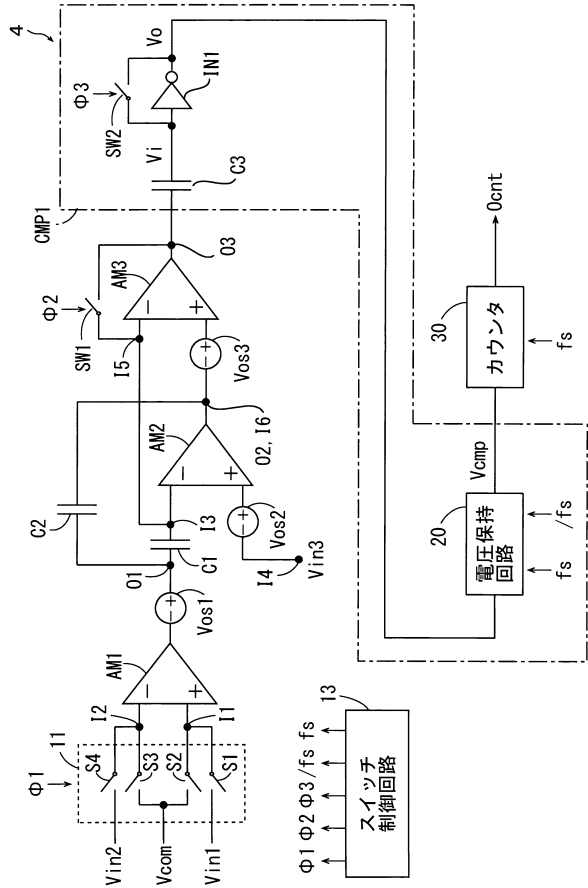 4
CMP1
Φ3
SW2
Vo
Vi
IN1
C3
Φ2
SW1
I5
AM3
−
+
O3
Vos3
C2
AM2
−
+
O2, I6
O1
C1
I3
Vos2
I4
Vin3
Vos1
AM1
−
+
I2
I1
11
Φ1
S4
S3
S2
S1
Vin2
Vcom
Vin1
20
電圧保持
回路
fs
/fs
Vcmp
30
カウンタ
fs
Ocnt
13
スイッチ
制御回路
Φ1 Φ2 Φ3 /fs fs